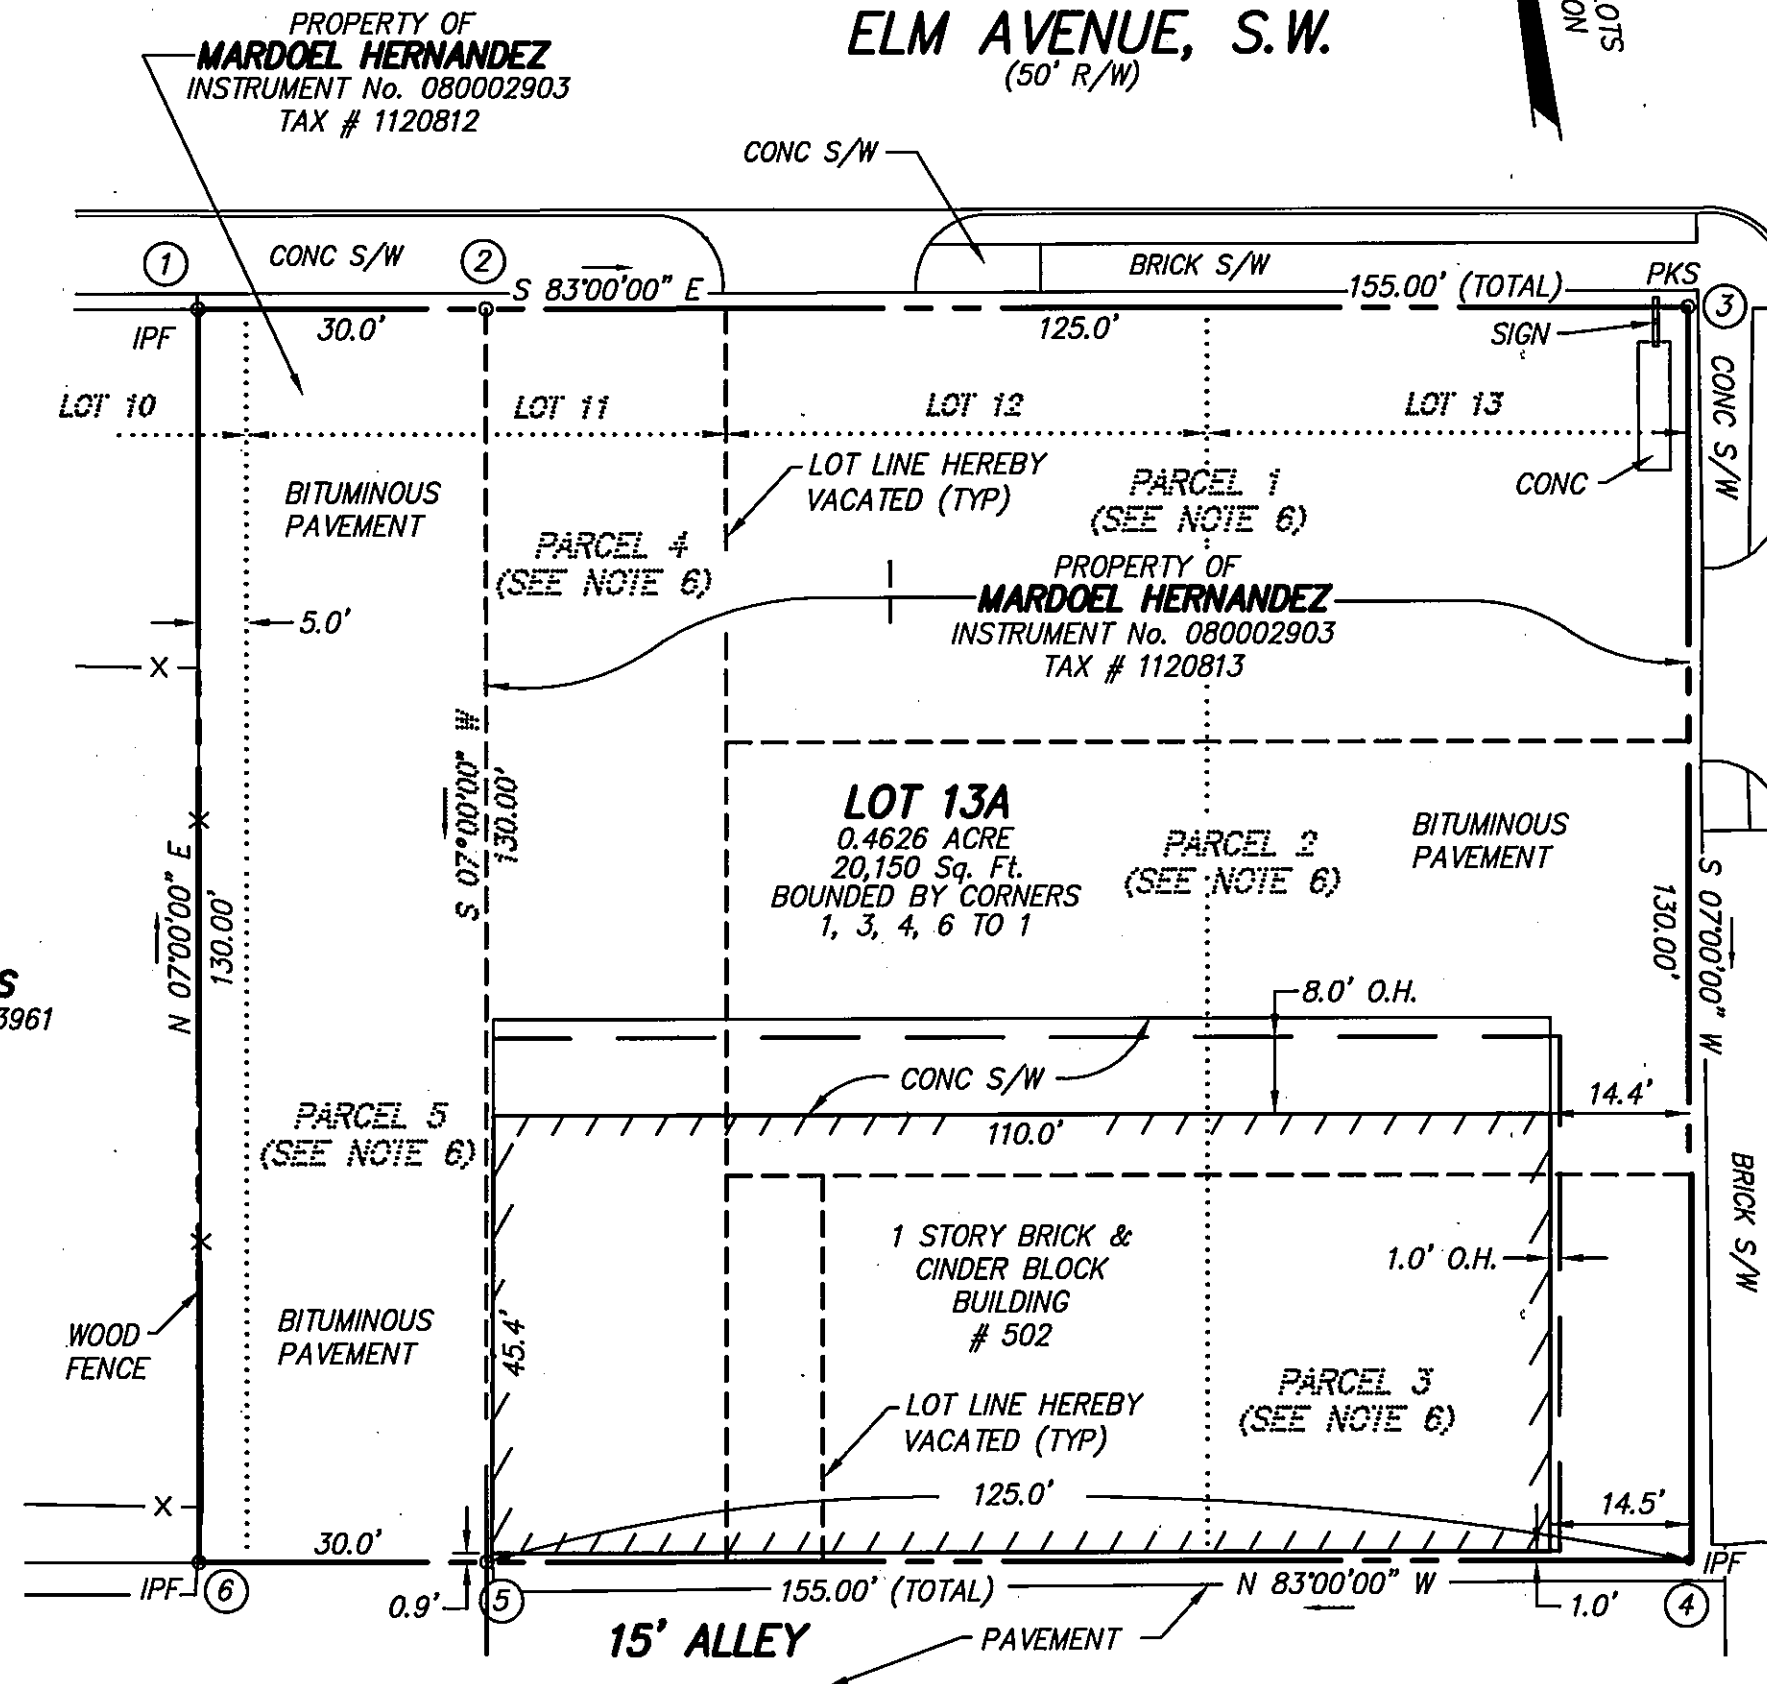 PROPERTY OF
MARDOEL HERNANDEZ
INSTRUMENT No. 080002903
TAX # 1120812
ELM AVENUE, S.W.
(50' R/W)
OTS
ON
CONC S/W
1
CONC S/W
2
BRICK S/W
PKS
3
S 83°00'00" E
155.00' (TOTAL)
IPF
30.0'
125.0'
SIGN
CONC S/W
LOT 10
LOT 11
LOT 12
LOT 13
BITUMINOUS
PAVEMENT
LOT LINE HEREBY
VACATED (TYP)
PARCEL 1
(SEE NOTE 6)
CONC
PARCEL 4
(SEE NOTE 6)
PROPERTY OF
MARDOEL HERNANDEZ
INSTRUMENT No. 080002903
TAX # 1120813
5.0'
X
S 07°00'00" W
130.00'
LOT 13A
0.4626 ACRE
20,150 Sq. Ft.
BOUNDED BY CORNERS
1, 3, 4, 6 TO 1
PARCEL 2
(SEE NOTE 6)
BITUMINOUS
PAVEMENT
N 07°00'00" E
130.00'
S 07°00'00" W
130.00'
S
3961
8.0' O.H.
CONC S/W
14.4'
PARCEL 5
(SEE NOTE 6)
110.0'
BRICK S/W
1 STORY BRICK &
CINDER BLOCK
BUILDING
# 502
1.0' O.H.
WOOD
FENCE
BITUMINOUS
PAVEMENT
45.4'
PARCEL 3
(SEE NOTE 6)
LOT LINE HEREBY
VACATED (TYP)
X
125.0'
14.5'
30.0'
IPF
6
0.9'
5
155.00' (TOTAL)
N 83°00'00" W
1.0'
IPF
4
15' ALLEY
PAVEMENT